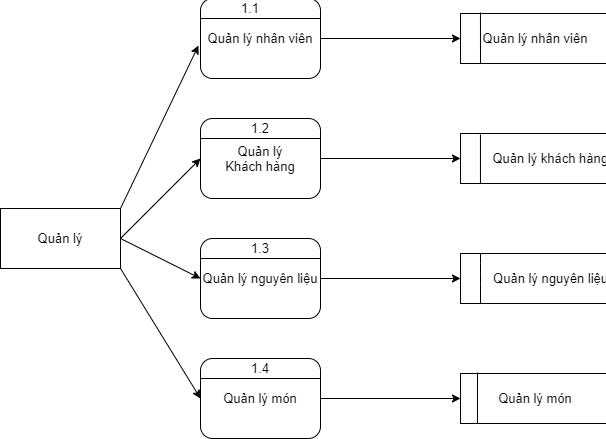 1.1
Quản lý nhân viên
Quản lý nhân viên
1.2
Quản lý
Khách hàng
Quản lý khách hàng
Quản lý
1.3
Quản lý nguyên liệu
Quản lý nguyên liệu
1.4
Quản lý món
Quản lý món